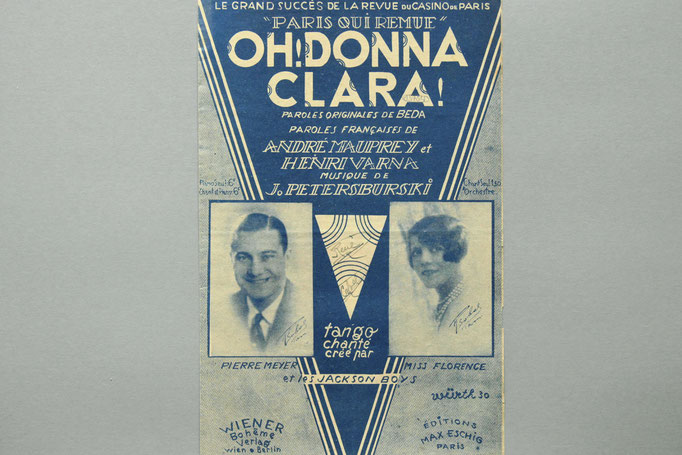 LE GRAND SUCCÈS DE LA REVUE DU CASINO DE PARIS
"PARIS QUI REMUE"
OH! DONNA
CLARA!
PAROLES ORIGINALES DE BEDA
PAROLES FRANÇAISES DE
ANDRÉ MAUPREY et
HENRI VARNA
MUSIQUE DE
J. PETERSBURSKI
Orchestre
tango
chanté
créé par
PIERRE MEYER
MISS FLORENCE
et les JACKSON BOYS
würth 30
WIENER
Bohême
Verlag
Wien • Berlin
ÉDITIONS
MAX ESCHIG
PARIS